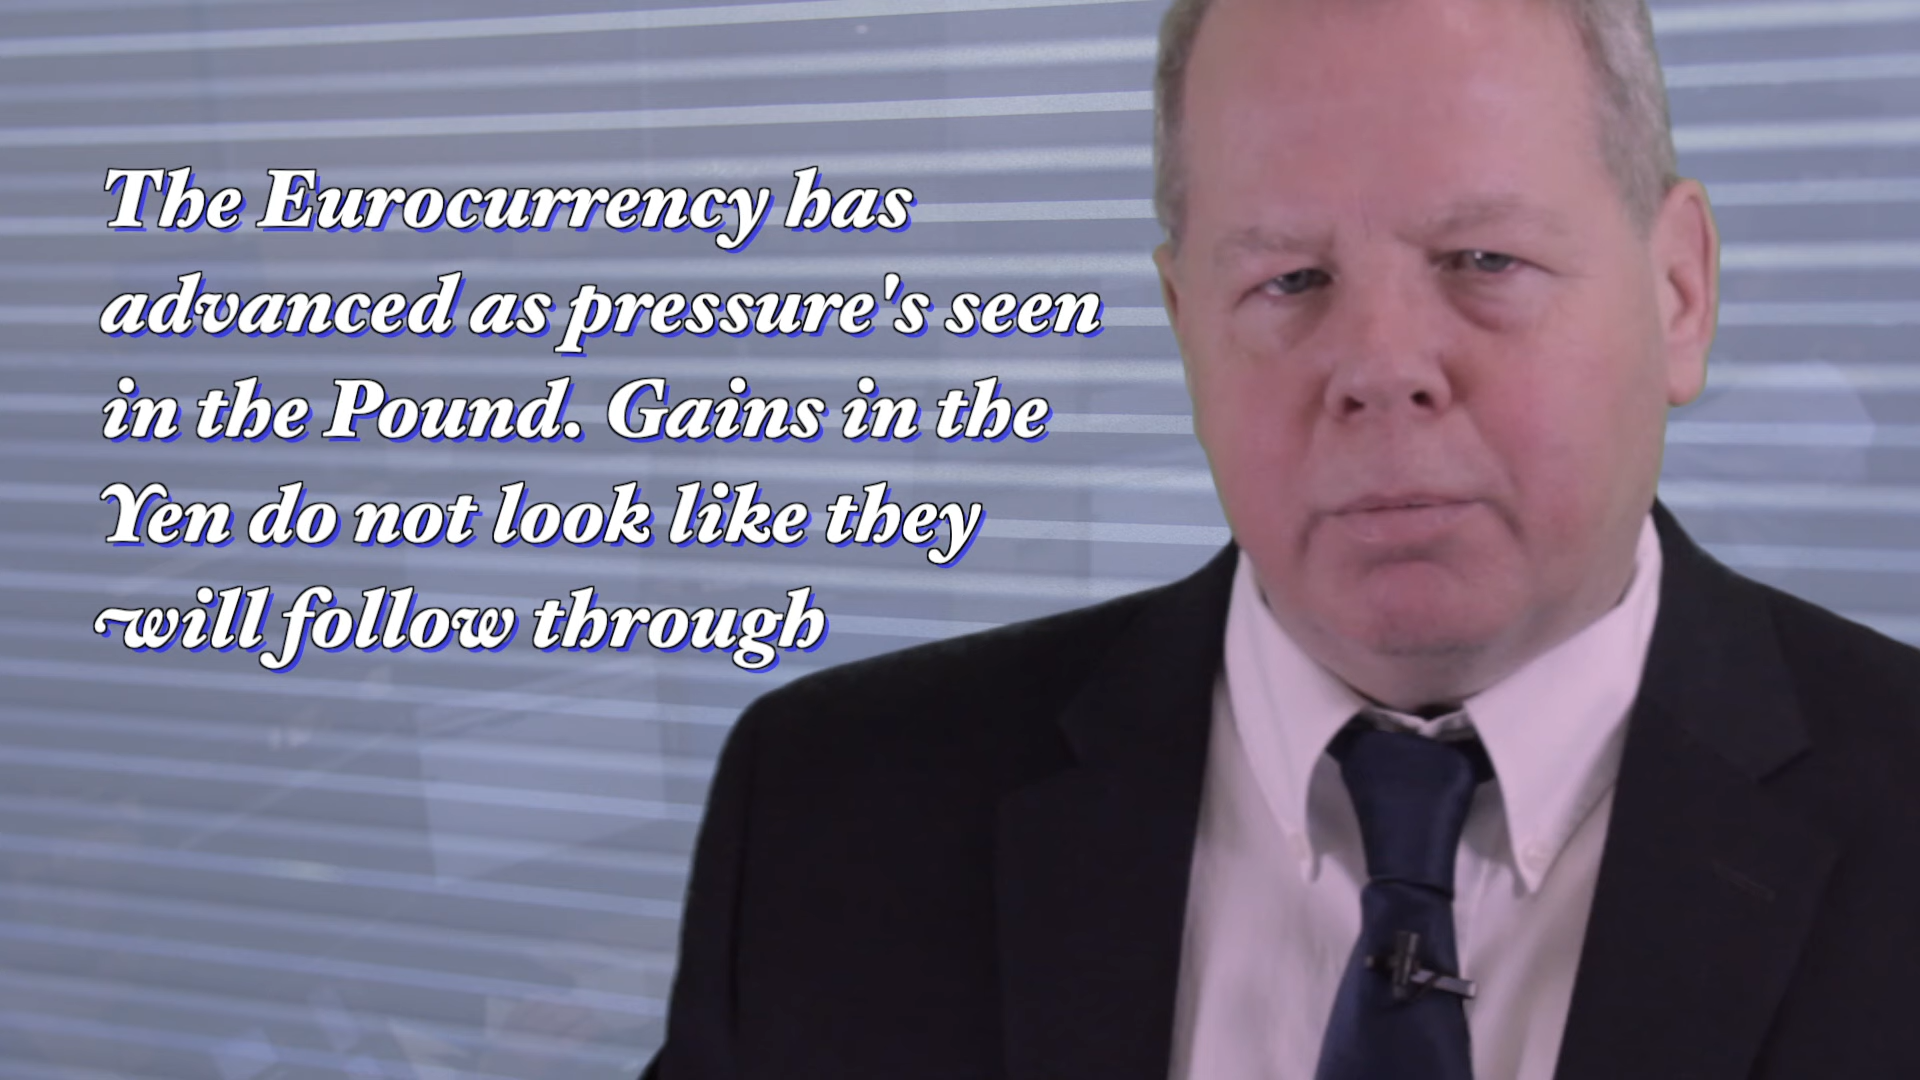 The Eurocurrency has
advanced as pressure's seen
in the Pound. Gains in the
Yen do not look like they
will follow through